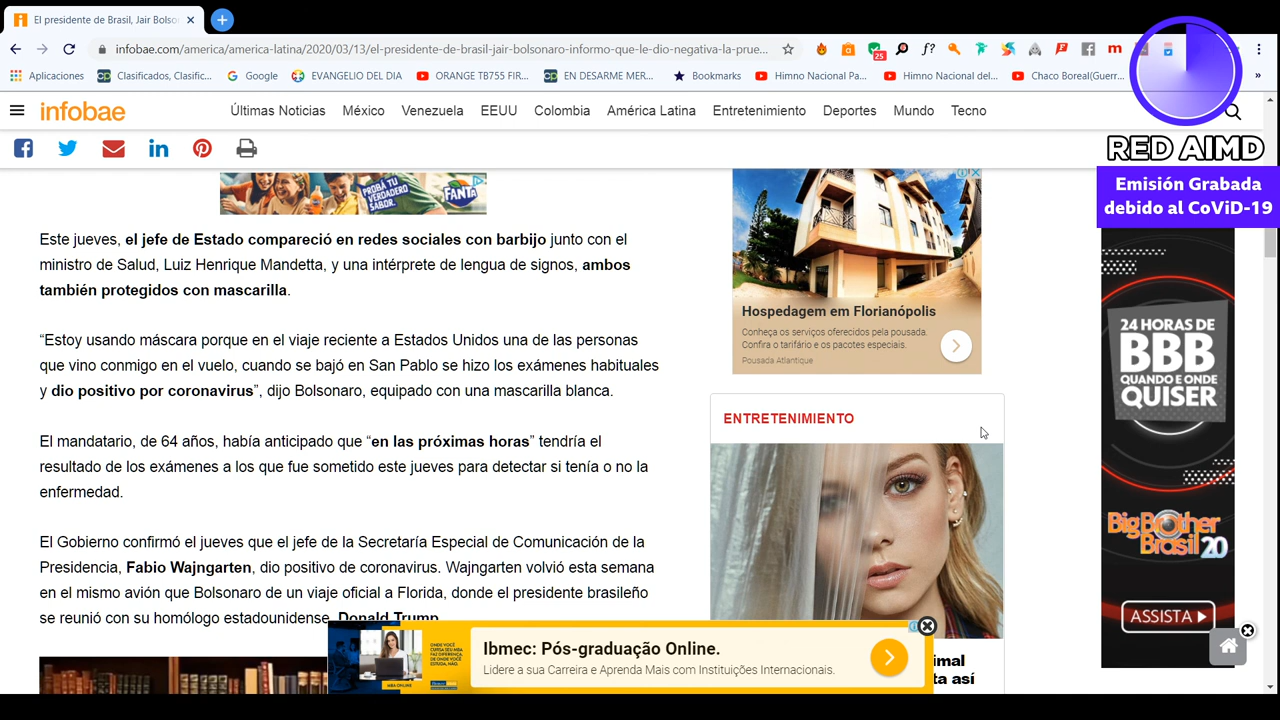 El presidente de Brasil, Jair Bolso
infobae.com/america/america-latina/2020/03/13/el-presidente-de-brasil-jair-bolsonaro-informo-que-le-dio-negativa-la-prue...
f?
25
m
Aplicaciones
Clasificados, Clasific...
Google
EVANGELIO DEL DIA
ORANGE TB755 FIR...
EN DESARME MER...
Bookmarks
Himno Nacional Pa...
Himno Nacional del...
Chaco Boreal(Guerr...
»
infobae
Últimas Noticias
México
Venezuela
EEUU
Colombia
América Latina
Entretenimiento
Deportes
Mundo
Tecno
RED AIMD
Emisión Grabada
debido al CoViD-19
PROBÁ TU
VERDADERO
SABOR.
FANTA
Este jueves, el jefe de Estado compareció en redes sociales con barbijo junto con el
ministro de Salud, Luiz Henrique Mandetta, y una intérprete de lengua de signos, ambos
también protegidos con mascarilla.
“Estoy usando máscara porque en el viaje reciente a Estados Unidos una de las personas
que vino conmigo en el vuelo, cuando se bajó en San Pablo se hizo los exámenes habituales
y dio positivo por coronavirus”, dijo Bolsonaro, equipado con una mascarilla blanca.
El mandatario, de 64 años, había anticipado que “en las próximas horas” tendría el
resultado de los exámenes a los que fue sometido este jueves para detectar si tenía o no la
enfermedad.
El Gobierno confirmó el jueves que el jefe de la Secretaría Especial de Comunicación de la
Presidencia, Fabio Wajngarten, dio positivo de coronavirus. Wajngarten volvió esta semana
en el mismo avión que Bolsonaro de un viaje oficial a Florida, donde el presidente brasileño
se reunió con su homólogo estadounidense, Donald Trump
Hospedagem em Florianópolis
Conheça os serviços oferecidos pela pousada.
Confira o tarifário e os pacotes especiais.
Pousada Atlantique
ENTRETENIMIENTO
imal
ta así
24 HORAS DE
BBB
QUANDO E ONDE
QUISER
BIG BROTHER
BRASIL 20
ASSISTA
Ibmec: Pós-graduação Online.
Lidere a sua Carreira e Aprenda Mais com Instituições Internacionais.